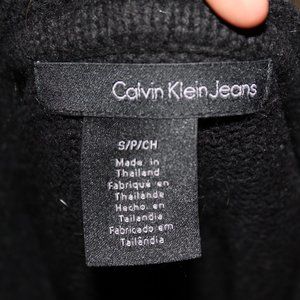 Calvin Klein Jeans
S/P/CH
Made in
Thailand
Fabriqué en
Thaïlande
Hecho en
Tailandia
Fabricado em
Tailândia